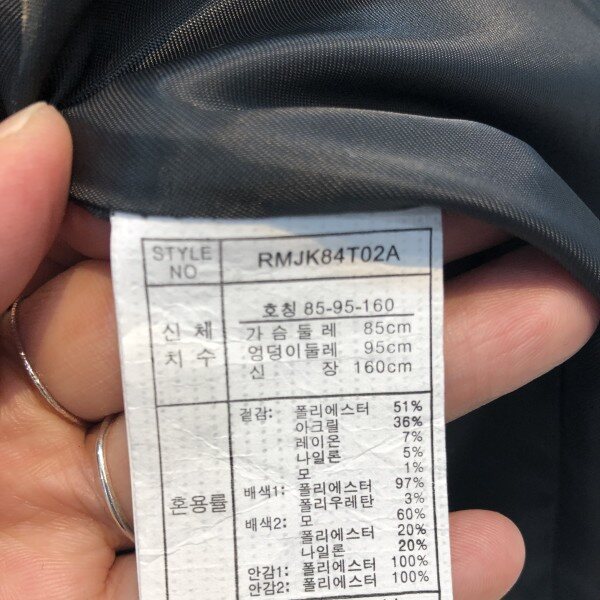 STYLE NO RMJK84T02A
호칭 85-95-160
신체 치수
가슴둘레 85cm
엉덩이둘레 95cm
신장 160cm
혼용률
겉감: 폴리에스터 51%
아크릴 36%
레이온 7%
나일론 5%
모 1%
배색1: 폴리에스터 97%
폴리우레탄 3%
배색2: 모 60%
폴리에스터 20%
나일론 20%
안감1: 폴리에스터 100%
안감2: 폴리에스터 100%